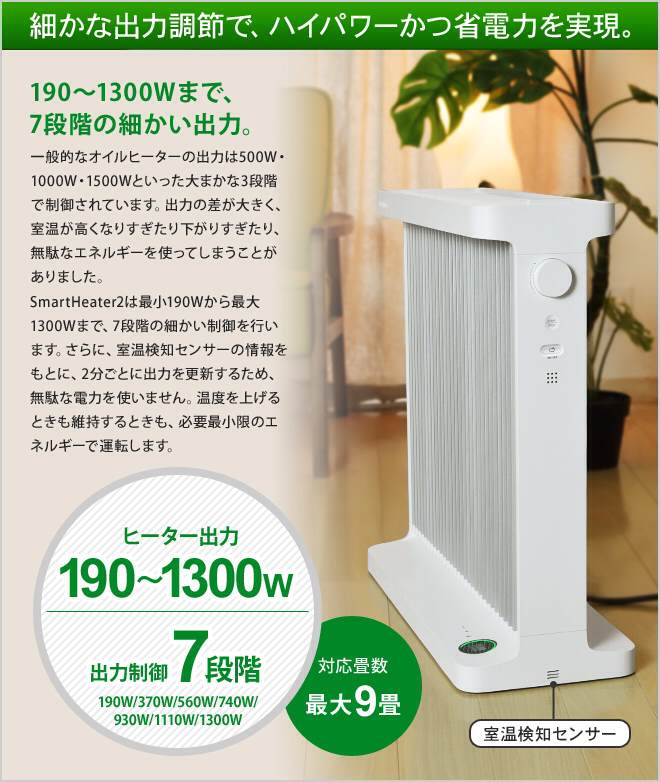 細かな出力調節で、ハイパワーかつ省電力を実現。
190～1300Wまで、
7段階の細かい出力。
一般的なオイルヒーターの出力は500W・
1000W・1500Wといった大まかな3段階
で制御されています。出力の差が大きく、
室温が高くなりすぎたり下がりすぎたり、
無駄なエネルギーを使ってしまうことが
ありました。
SmartHeater2は最小190Wから最大
1300Wまで、7段階の細かい制御を行い
ます。さらに、室温検知センサーの情報を
もとに、2分ごとに出力を更新するため、
無駄な電力を使いません。温度を上げる
ときも維持するときも、必要最小限のエ
ネルギーで運転します。
ヒーター出力
190～1300W
出力制御 7段階
190W/370W/560W/740W/
930W/1110W/1300W
対応畳数
最大9畳
室温検知センサー